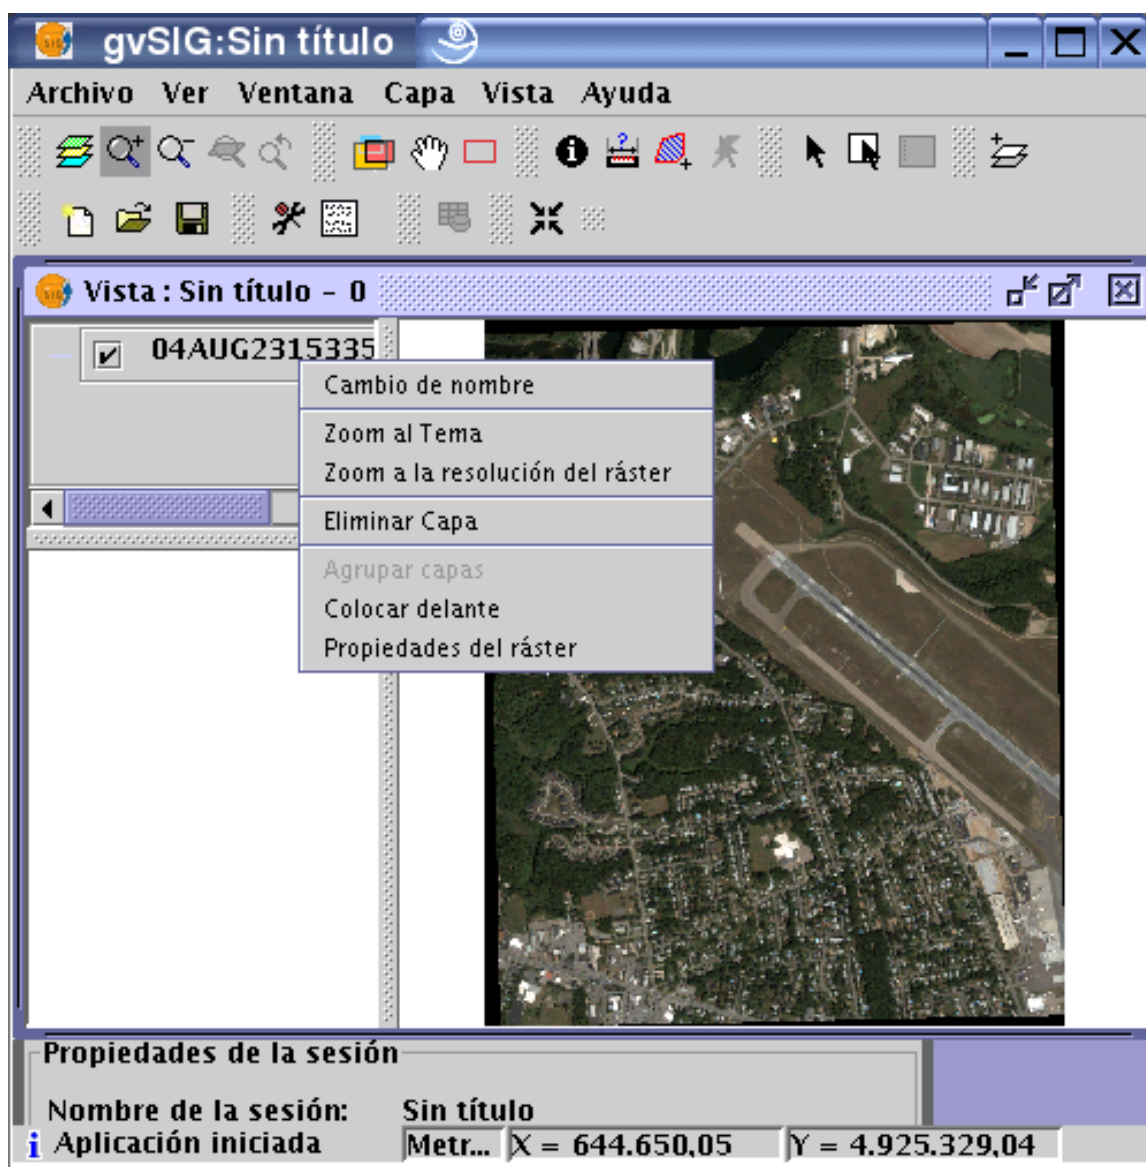 gvSIG:Sin título
Archivo Ver Ventana Capa Vista Ayuda
Vista : Sin título - 0
04AUG2315335
Cambio de nombre
Zoom al Tema
Zoom a la resolución del ráster
Eliminar Capa
Agrupar capas
Colocar delante
Propiedades del ráster
Propiedades de la sesión
Nombre de la sesión: Sin título
Aplicación iniciada Metr... X = 644.650,05 Y = 4.925.329,04